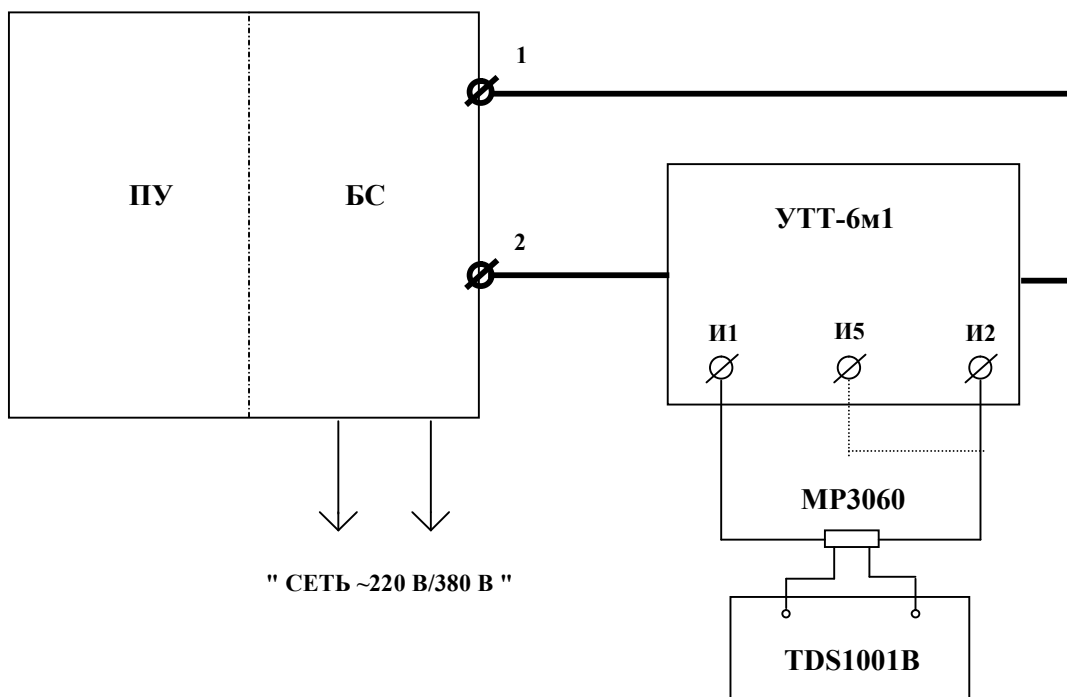 1
ПУ
БС
УТТ-6м1
2
И1
И5
И2
МР3060
" СЕТЬ ~220 В/380 В "
TDS1001B